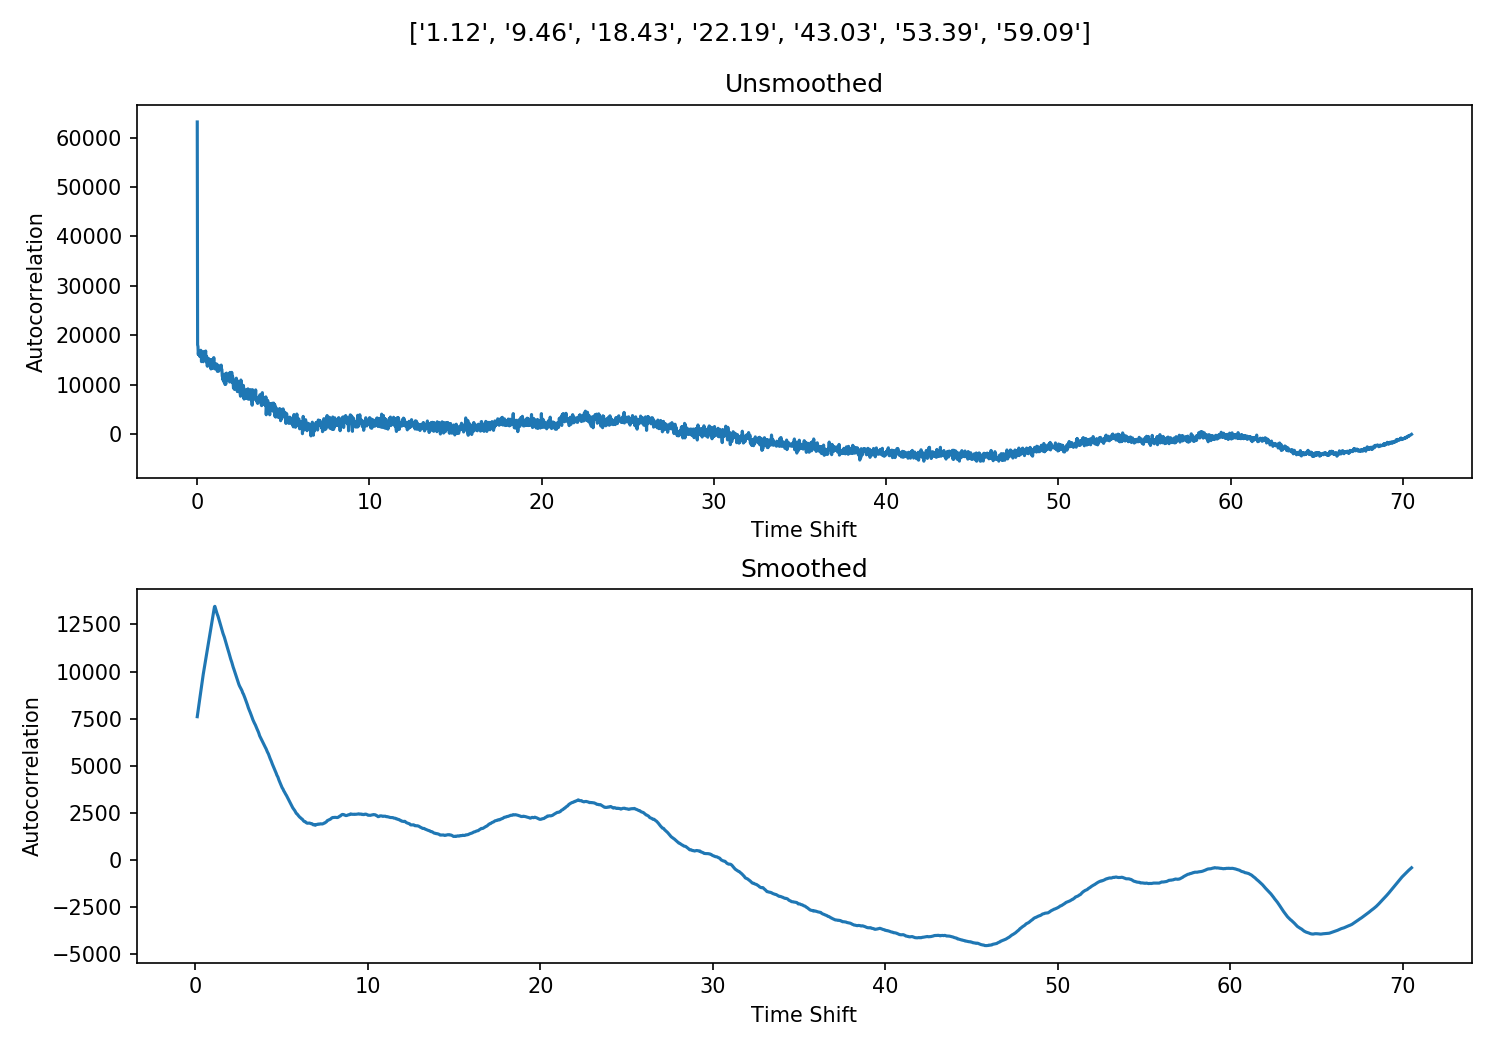 ['1.12', '9.46', '18.43', '22.19', '43.03', '53.39', '59.09']
Unsmoothed
60000
50000
40000
30000
20000
10000
0
Autocorrelation
0 10 20 30 40 50 60 70
Time Shift
Smoothed
12500
10000
7500
5000
2500
0
−2500
−5000
Autocorrelation
0 10 20 30 40 50 60 70
Time Shift